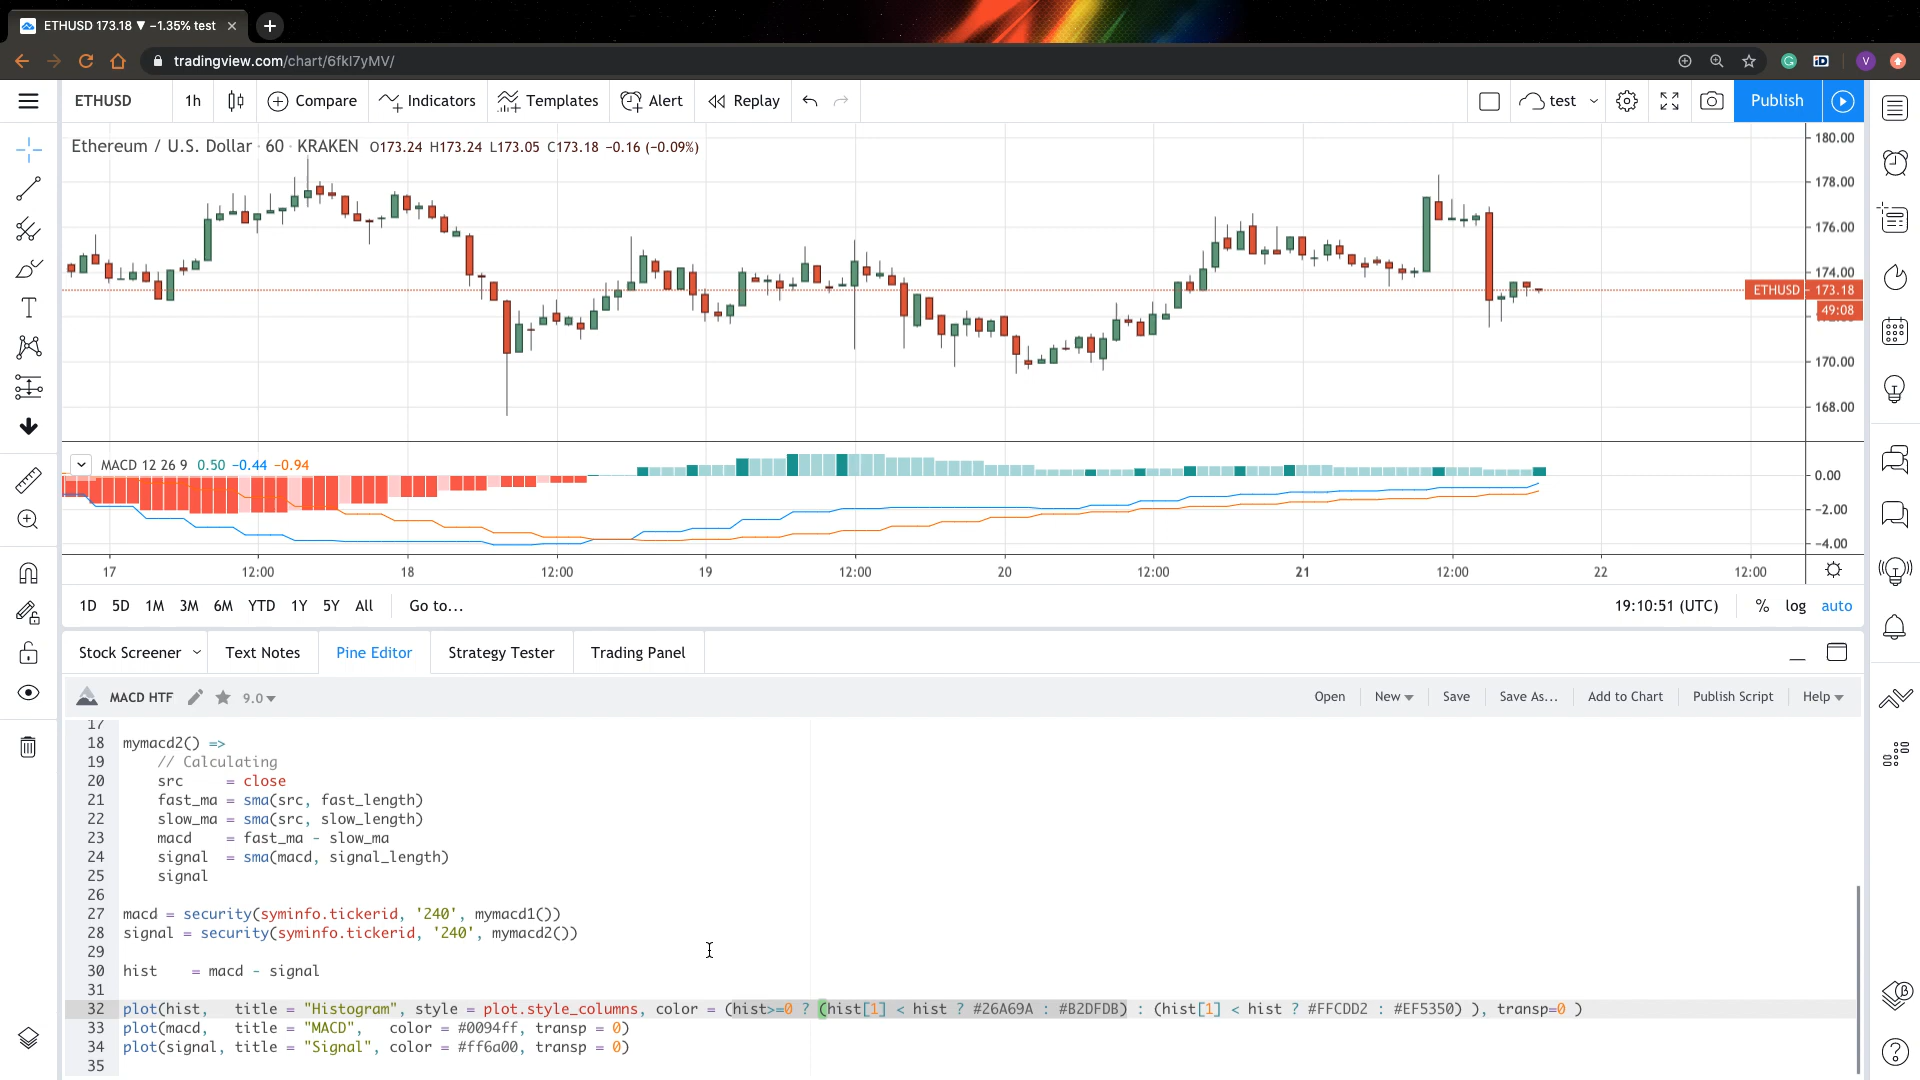 ETHUSD 173.18 ▼ −1.35% test
tradingview.com/chart/6fkI7yMV/
ETHUSD 1h Compare Indicators Templates Alert Replay test Publish
Ethereum / U.S. Dollar · 60 · KRAKEN O173.24 H173.24 L173.05 C173.18 −0.16 (−0.09%)
180.00
178.00
176.00
174.00
ETHUSD 173.18
49:08
170.00
168.00
MACD 12 26 9 0.50 −0.44 −0.94
0.00
−2.00
−4.00
17 12:00 18 12:00 19 12:00 20 12:00 21 12:00 22 12:00
1D 5D 1M 3M 6M YTD 1Y 5Y All Go to... 19:10:51 (UTC) % log auto
Stock Screener Text Notes Pine Editor Strategy Tester Trading Panel
MACD HTF 9.0 Open New Save Save As... Add to Chart Publish Script Help
17
18 mymacd2() =>
19 // Calculating
20 src = close
21 fast_ma = sma(src, fast_length)
22 slow_ma = sma(src, slow_length)
23 macd = fast_ma - slow_ma
24 signal = sma(macd, signal_length)
25 signal
26
27 macd = security(syminfo.tickerid, '240', mymacd1())
28 signal = security(syminfo.tickerid, '240', mymacd2())
29
30 hist = macd - signal
31
32 plot(hist, title = "Histogram", style = plot.style_columns, color = (hist>=0 ? (hist[1] < hist ? #26A69A : #B2DFDB) : (hist[1] < hist ? #FFCDD2 : #EF5350) ), transp=0 )
33 plot(macd, title = "MACD", color = #0094ff, transp = 0)
34 plot(signal, title = "Signal", color = #ff6a00, transp = 0)
35